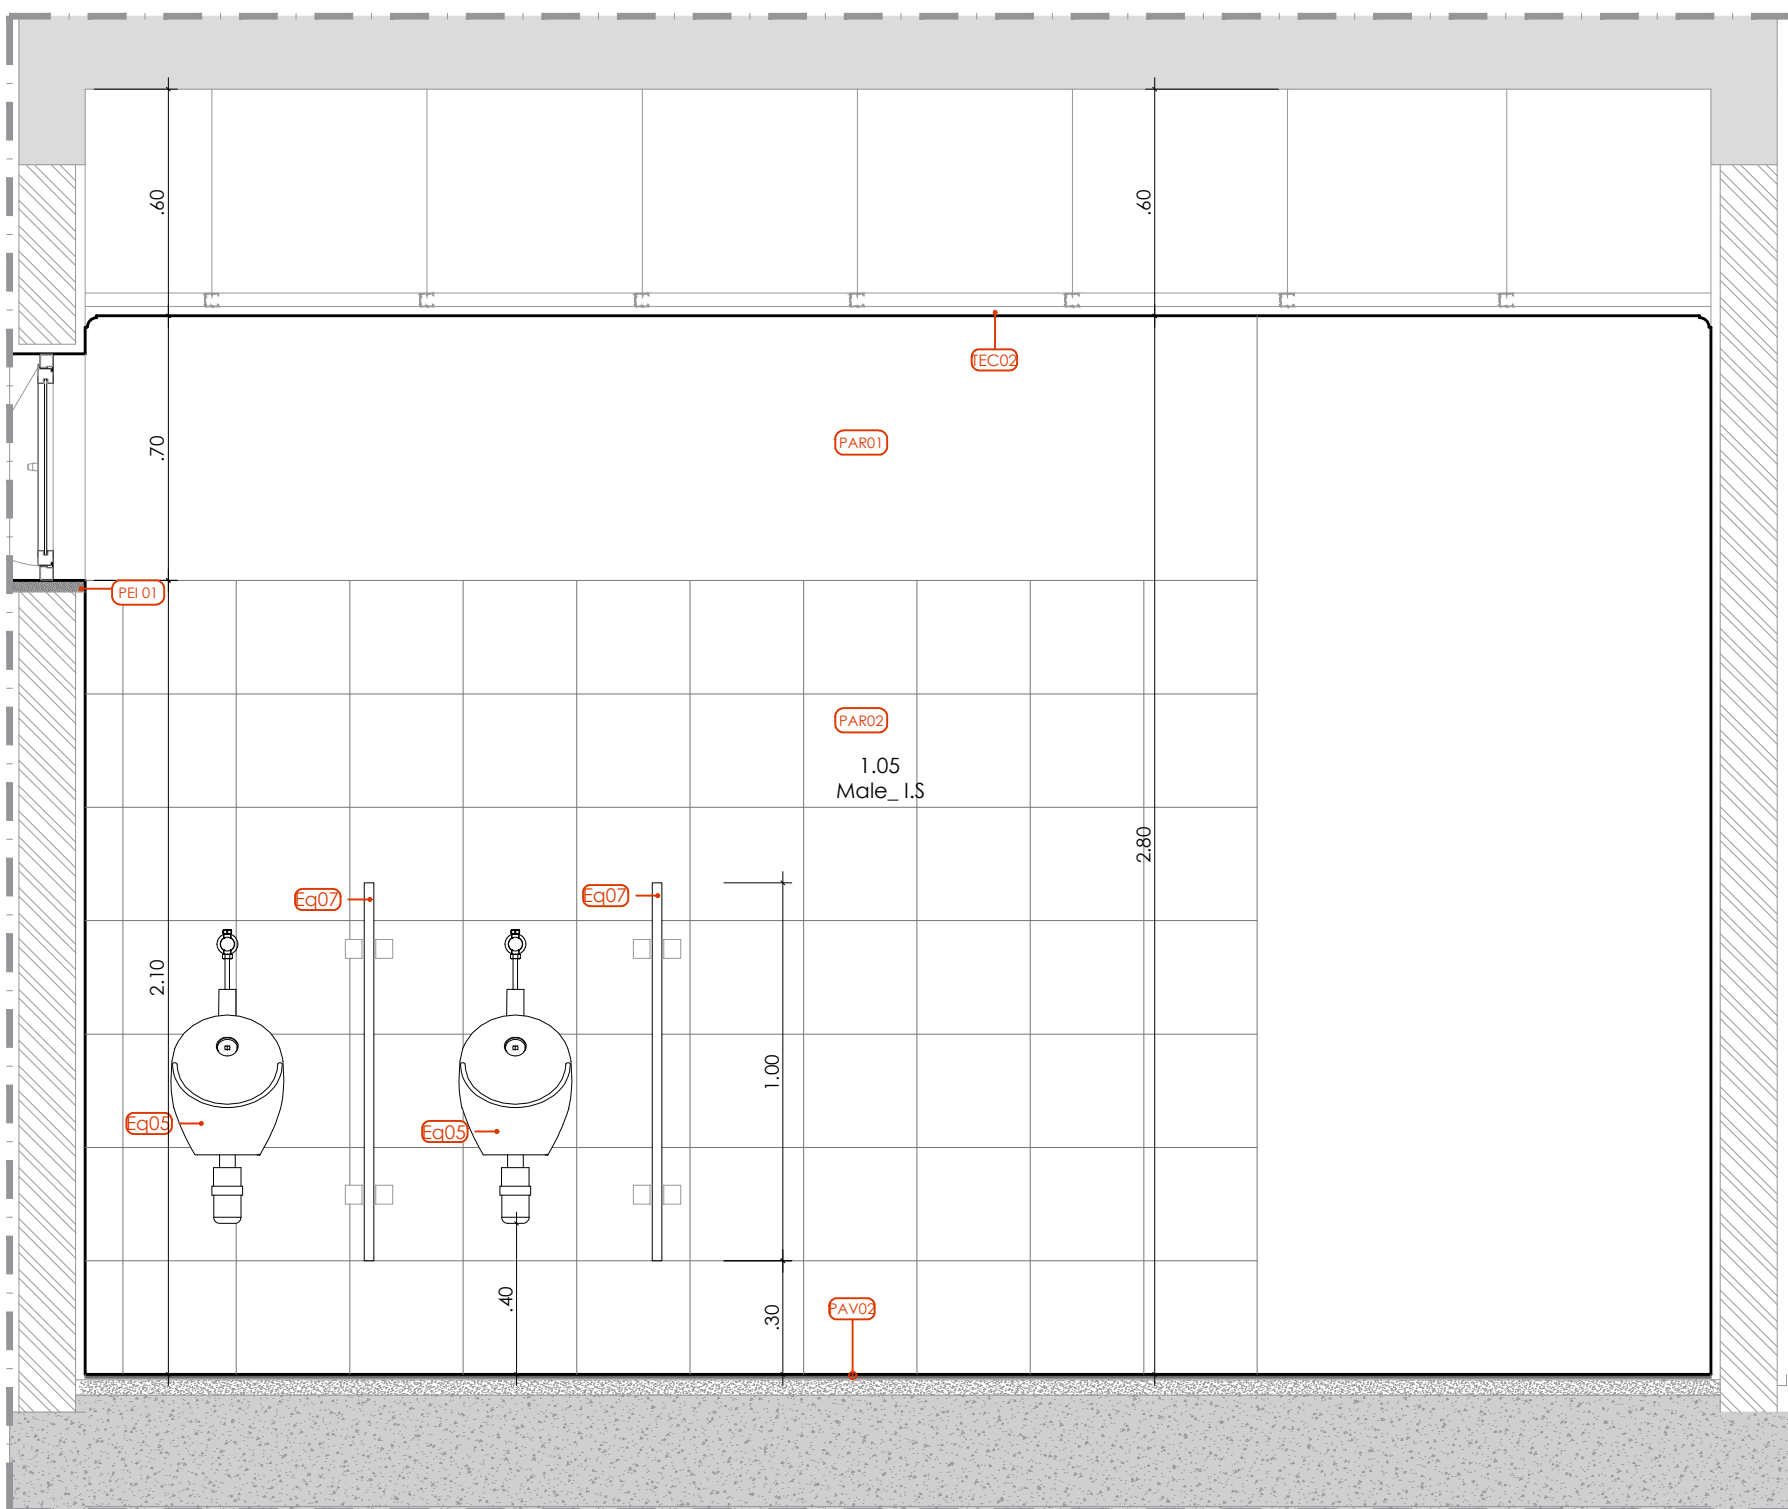 .60
.60
TEC02
PAR01
.70
PEI 01
PAR02
1.05
Male_ I.S
2.80
Eq07
Eq07
2.10
1.00
Eq05
Eq05
.40
.30
PAV02